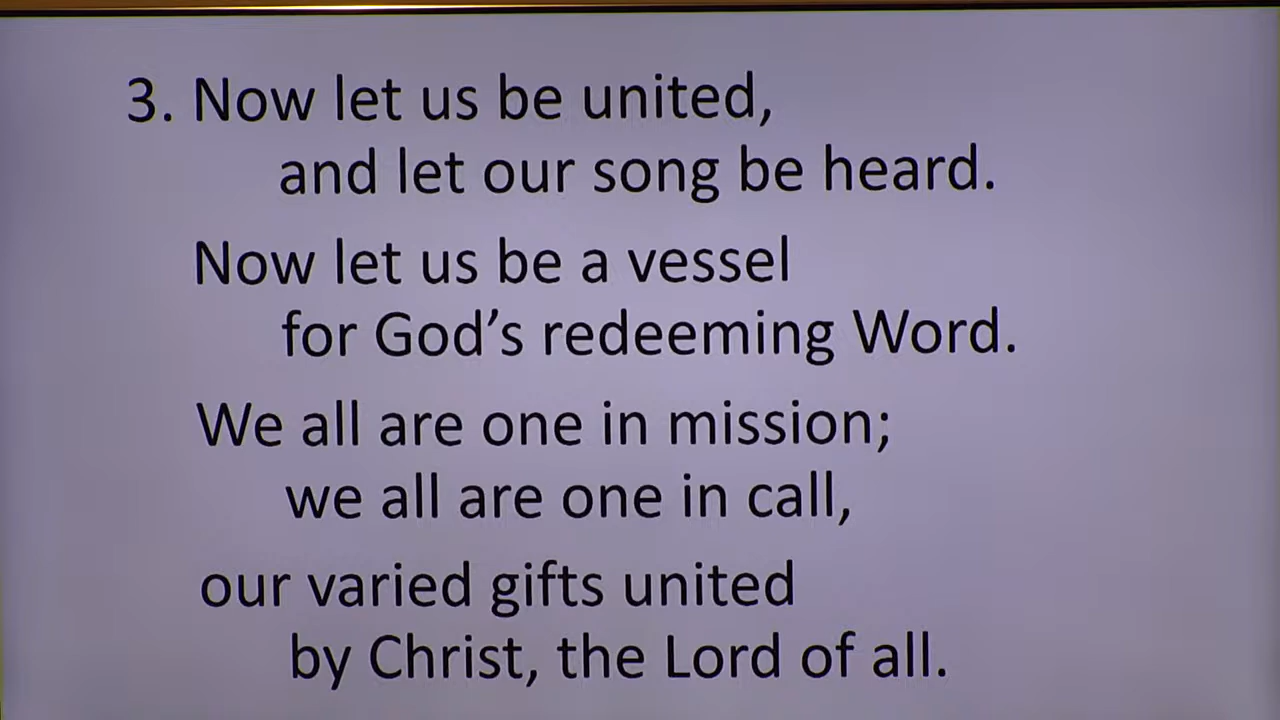 3. Now let us be united,
and let our song be heard.
Now let us be a vessel
for God’s redeeming Word.
We all are one in mission;
we all are one in call,
our varied gifts united
by Christ, the Lord of all.